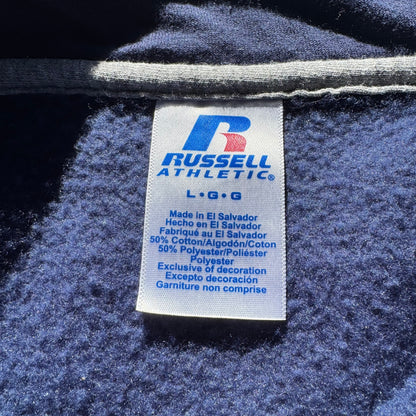 R
RUSSELL
ATHLETIC®
L•G•G
Made in El Salvador
Hecho en El Salvador
Fabriqué au El Salvador
50% Cotton/Algodón/Coton
50% Polyester/Poliéster
Polyester
Exclusive of decoration
Excepto decoración
Garniture non comprise